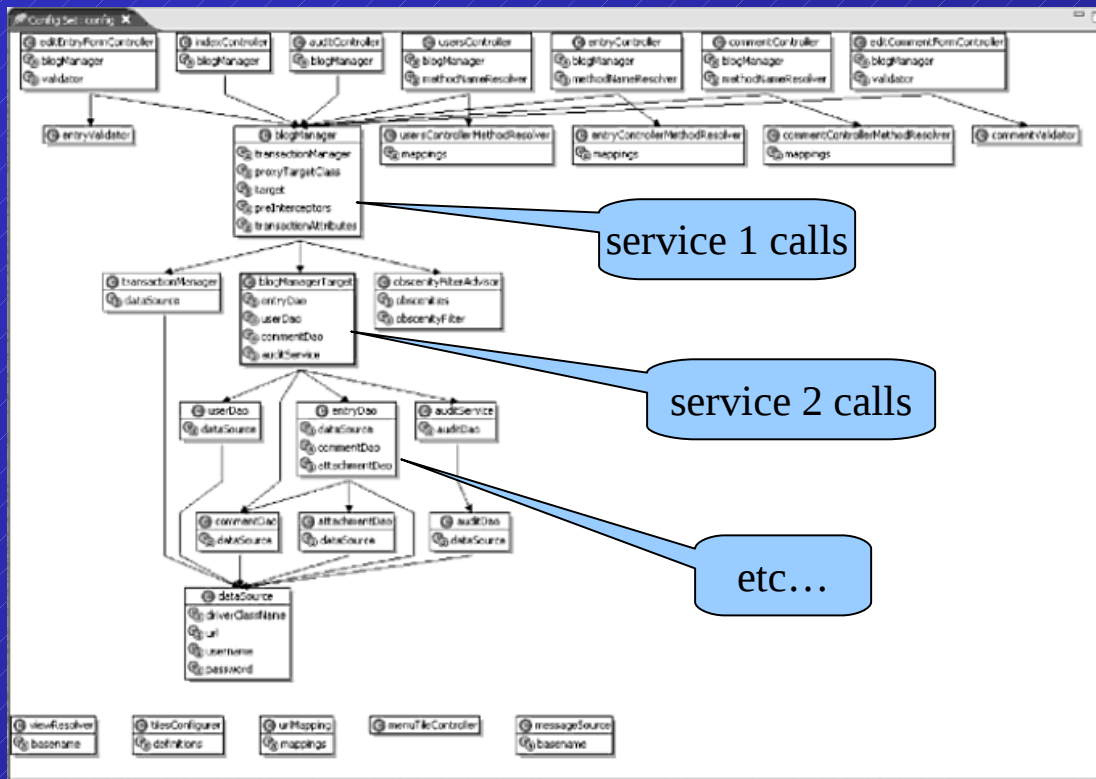 Config Set : config
editEntryFormController
blogManager
validator
indexController
blogManager
auditController
blogManager
usersController
blogManager
methodNameResolver
entryController
blogManager
methodNameResolver
commentController
blogManager
methodNameResolver
editCommentFormController
blogManager
validator
entryValidator
blogManager
transactionManager
proxyTargetClass
target
preInterceptors
transactionAttributes
usersControllerMethodResolver
mappings
entryControllerMethodResolver
mappings
commentControllerMethodResolver
mappings
commentValidator
service 1 calls
transactionManager
dataSource
blogManagerTarget
entryDao
userDao
commentDao
auditService
obscenityFilterAdvisor
obscenities
obscenityFilter
service 2 calls
userDao
dataSource
entryDao
dataSource
commentDao
attachmentDao
auditService
auditDao
commentDao
dataSource
attachmentDao
dataSource
auditDao
dataSource
etc…
dataSource
driverClassName
url
username
password
viewResolver
basename
tilesConfigurer
definitions
urlMapping
mappings
menuTileController
messageSource
basename